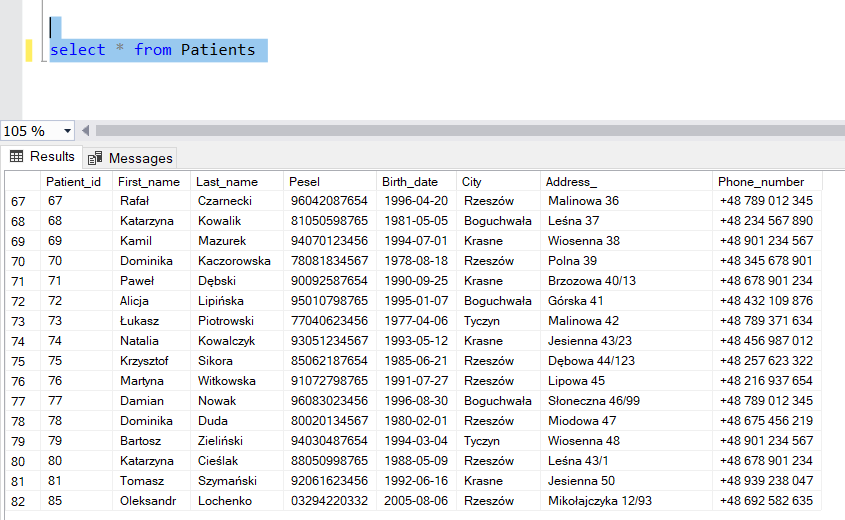 select * from Patients
105 %
Results Messages
Patient_id First_name Last_name Pesel Birth_date City Address_ Phone_number
67 67 Rafał Czarnecki 96042087654 1996-04-20 Rzeszów Malinowa 36 +48 789 012 345
68 68 Katarzyna Kowalik 81050598765 1981-05-05 Boguchwała Leśna 37 +48 234 567 890
69 69 Kamil Mazurek 94070123456 1994-07-01 Krasne Wiosenna 38 +48 901 234 567
70 70 Dominika Kaczorowska 78081834567 1978-08-18 Rzeszów Polna 39 +48 345 678 901
71 71 Paweł Dębski 90092587654 1990-09-25 Krasne Brzozowa 40/13 +48 678 901 234
72 72 Alicja Lipińska 95010798765 1995-01-07 Boguchwała Górska 41 +48 432 109 876
73 73 Łukasz Piotrowski 77040623456 1977-04-06 Tyczyn Malinowa 42 +48 789 371 634
74 74 Natalia Kowalczyk 93051234567 1993-05-12 Krasne Jesienna 43/23 +48 456 987 012
75 75 Krzysztof Sikora 85062187654 1985-06-21 Rzeszów Dębowa 44/123 +48 257 623 322
76 76 Martyna Witkowska 91072798765 1991-07-27 Rzeszów Lipowa 45 +48 216 937 654
77 77 Damian Nowak 96083023456 1996-08-30 Boguchwała Słoneczna 46/99 +48 789 012 345
78 78 Dominika Duda 80020134567 1980-02-01 Rzeszów Miodowa 47 +48 675 456 219
79 79 Bartosz Zieliński 94030487654 1994-03-04 Tyczyn Wiosenna 48 +48 901 234 567
80 80 Katarzyna Cieślak 88050998765 1988-05-09 Rzeszów Leśna 43/1 +48 678 901 234
81 81 Tomasz Szymański 92061623456 1992-06-16 Krasne Jesienna 50 +48 939 238 047
82 85 Oleksandr Lochenko 03294220332 2005-08-06 Rzeszów Mikołajczyka 12/93 +48 692 582 635